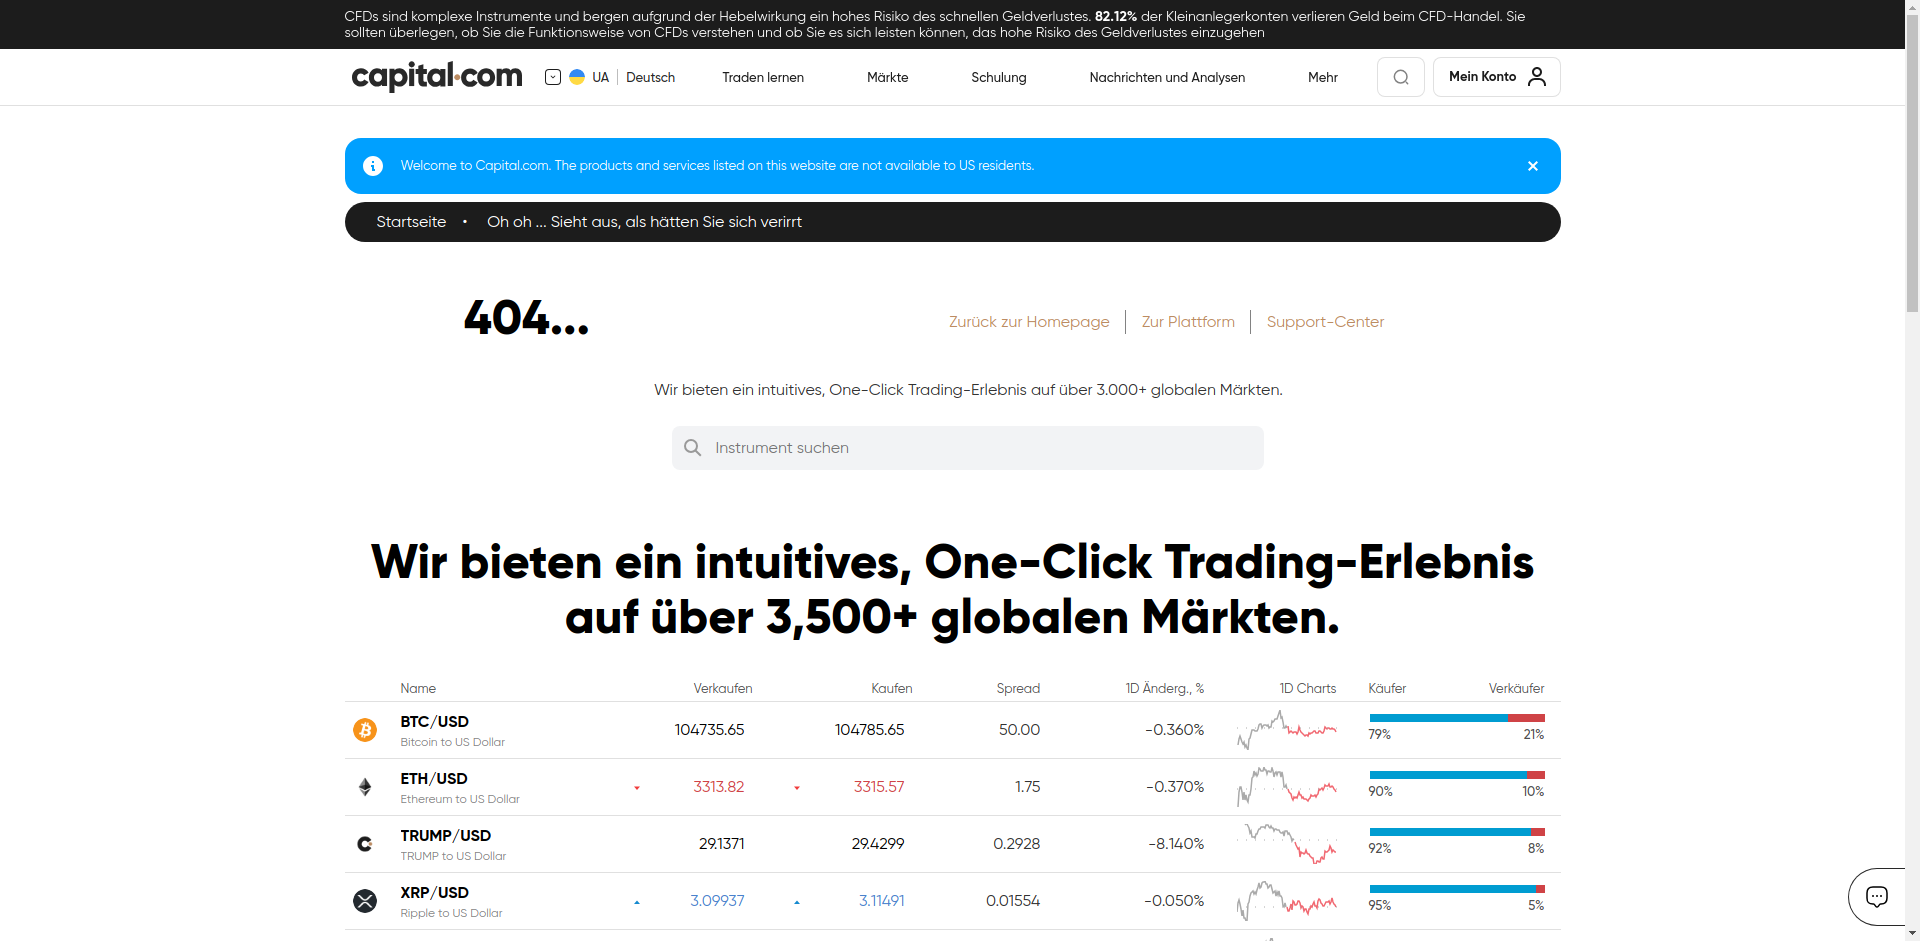 CFDs sind komplexe Instrumente und bergen aufgrund der Hebelwirkung ein hohes Risiko des schnellen Geldverlustes. 82.12% der Kleinanlegerkonten verlieren Geld beim CFD-Handel. Sie
sollten überlegen, ob Sie die Funktionsweise von CFDs verstehen und ob Sie es sich leisten können, das hohe Risiko des Geldverlustes einzugehen
capital.com UA Deutsch Traden lernen Märkte Schulung Nachrichten und Analysen Mehr Mein Konto
Welcome to Capital.com. The products and services listed on this website are not available to US residents.
Startseite • Oh oh ... Sieht aus, als hätten Sie sich verirrt
404... Zurück zur Homepage Zur Plattform Support-Center
Wir bieten ein intuitives, One-Click Trading-Erlebnis auf über 3.000+ globalen Märkten.
Instrument suchen
Wir bieten ein intuitives, One-Click Trading-Erlebnis
auf über 3,500+ globalen Märkten.
Name Verkaufen Kaufen Spread 1D Änderg., % 1D Charts Käufer Verkäufer
BTC/USD 104735.65 104785.65 50.00 -0.360% 79% 21%
Bitcoin to US Dollar
ETH/USD 3313.82 3315.57 1.75 -0.370% 90% 10%
Ethereum to US Dollar
TRUMP/USD 29.1371 29.4299 0.2928 -8.140% 92% 8%
TRUMP to US Dollar
XRP/USD 3.09937 3.11491 0.01554 -0.050% 95% 5%
Ripple to US Dollar